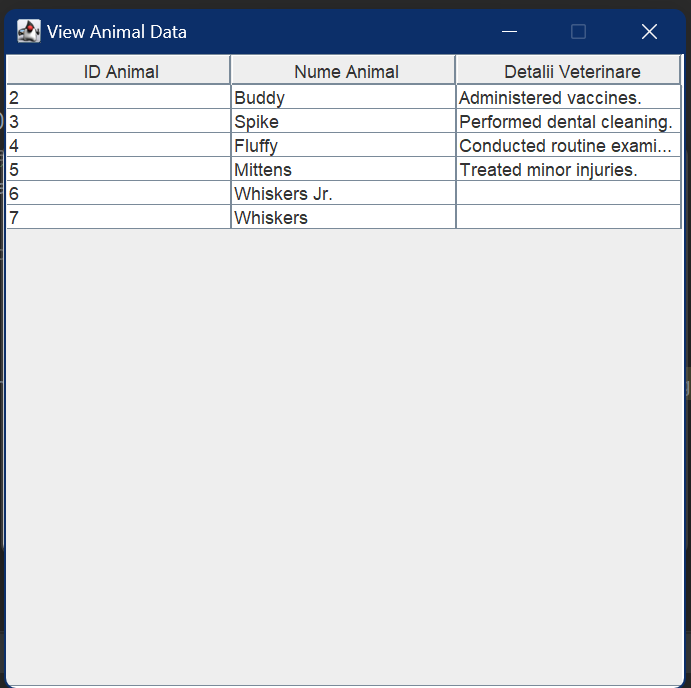 View Animal Data
ID Animal Nume Animal Detalii Veterinare
2 Buddy Administered vaccines.
3 Spike Performed dental cleaning.
4 Fluffy Conducted routine exami...
5 Mittens Treated minor injuries.
6 Whiskers Jr.
7 Whiskers